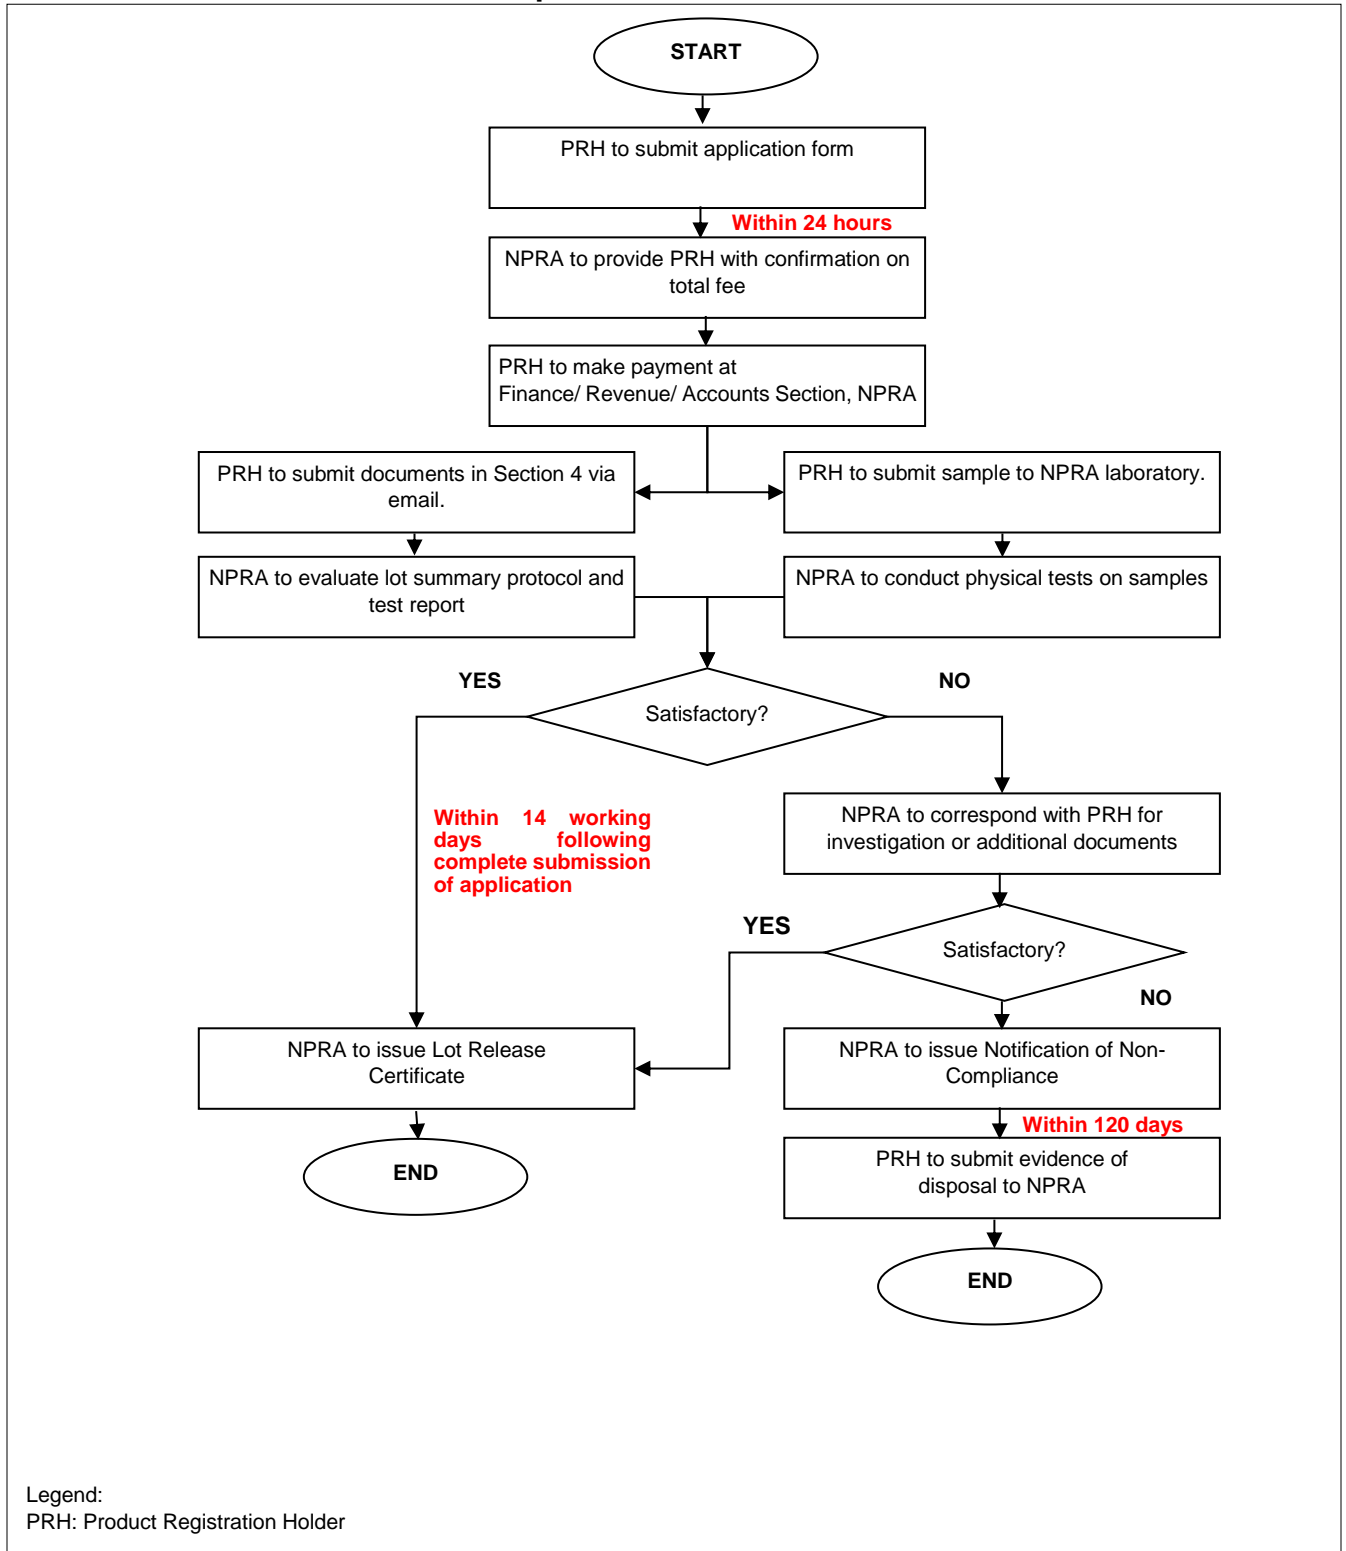 START
PRH to submit application form
Within 24 hours
NPRA to provide PRH with confirmation on
total fee
PRH to make payment at
Finance/ Revenue/ Accounts Section, NPRA
PRH to submit documents in Section 4 via
email.
PRH to submit sample to NPRA laboratory.
NPRA to evaluate lot summary protocol and
test report
NPRA to conduct physical tests on samples
YES
NO
Satisfactory?
Within 14 working
days following
complete submission
of application
NPRA to correspond with PRH for
investigation or additional documents
YES
Satisfactory?
NO
NPRA to issue Lot Release
Certificate
NPRA to issue Notification of Non-
Compliance
Within 120 days
END
PRH to submit evidence of
disposal to NPRA
END
Legend:
PRH: Product Registration Holder